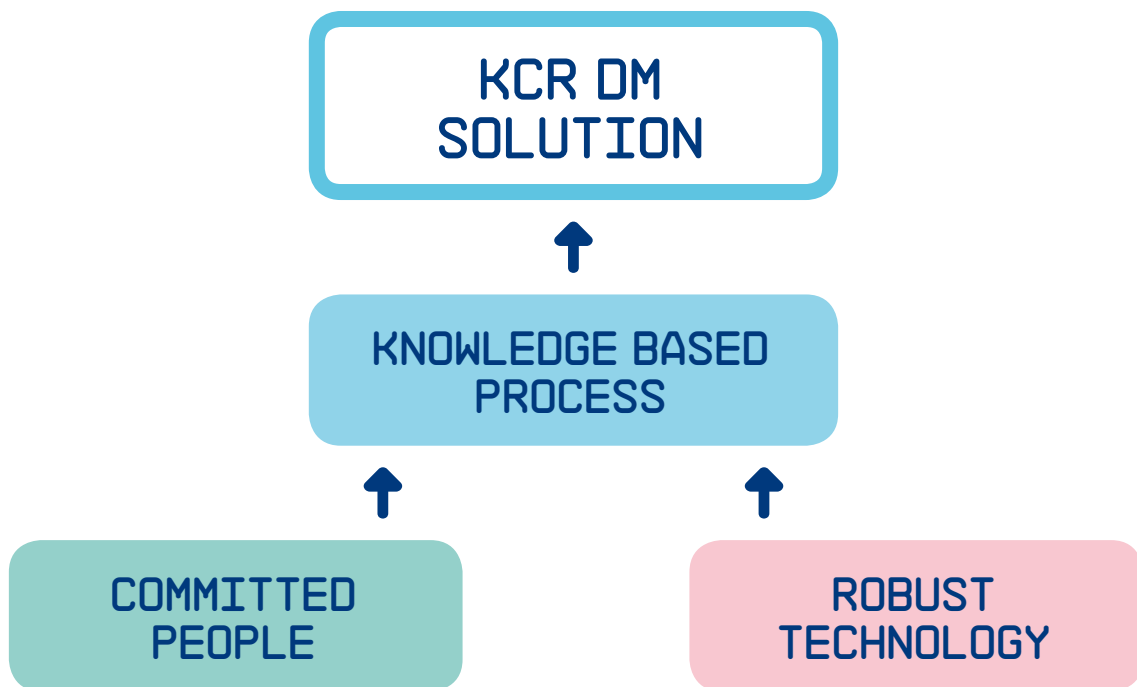 KCR DM
SOLUTION
KNOWLEDGE BASED
PROCESS
COMMITTED
PEOPLE
ROBUST
TECHNOLOGY